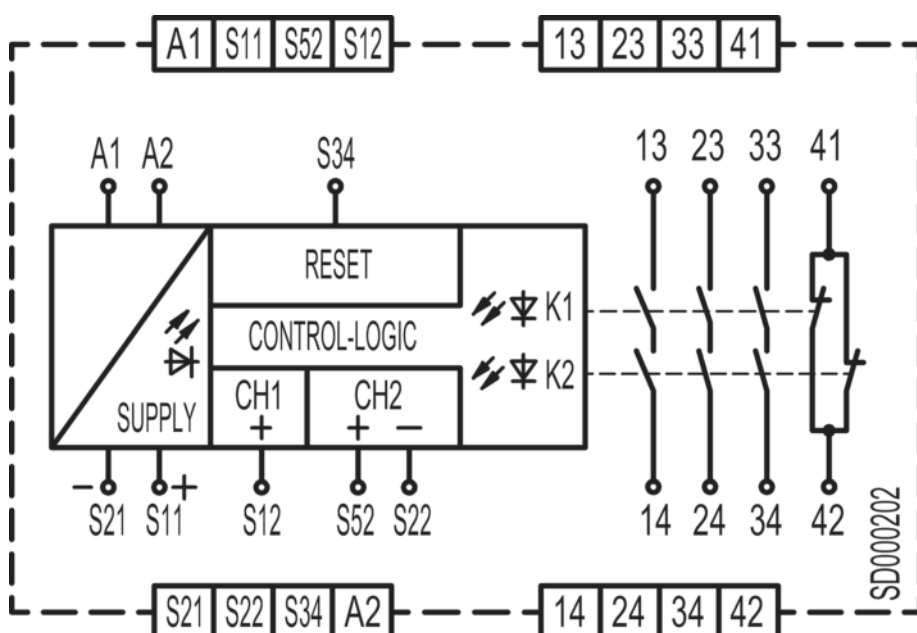 A1 S11 S52 S12 13 23 33 41
A1 A2 S34 13 23 33 41
RESET
K1
CONTROL-LOGIC
K2
CH1 CH2
SUPPLY + + −
− +
S21 S11 S12 S52 S22 14 24 34 42
SD000202
S21 S22 S34 A2 14 24 34 42